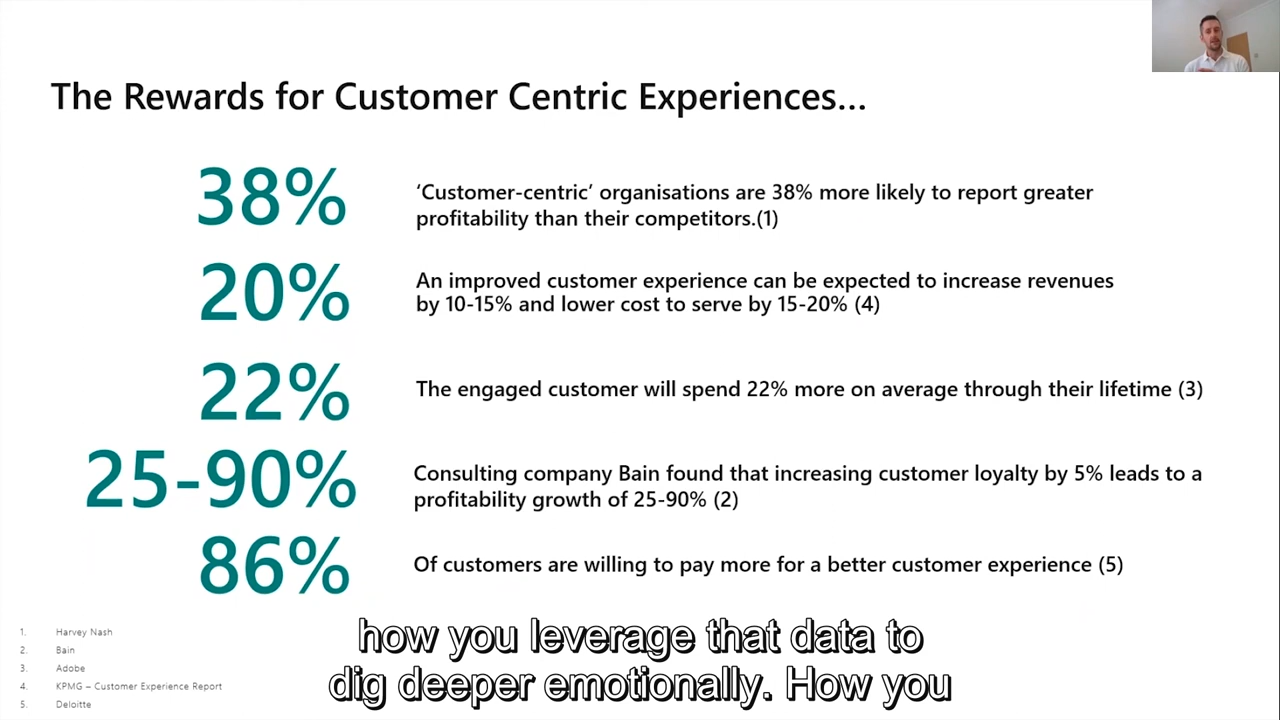 The Rewards for Customer Centric Experiences...
38%
‘Customer-centric’ organisations are 38% more likely to report greater
profitability than their competitors.(1)
20%
An improved customer experience can be expected to increase revenues
by 10-15% and lower cost to serve by 15-20% (4)
22%
The engaged customer will spend 22% more on average through their lifetime (3)
25-90%
Consulting company Bain found that increasing customer loyalty by 5% leads to a
profitability growth of 25-90% (2)
86%
Of customers are willing to pay more for a better customer experience (5)
1. Harvey Nash
2. Bain
3. Adobe
4. KPMG – Customer Experience Report
5. Deloitte
how you leverage that data to
dig deeper emotionally. How you